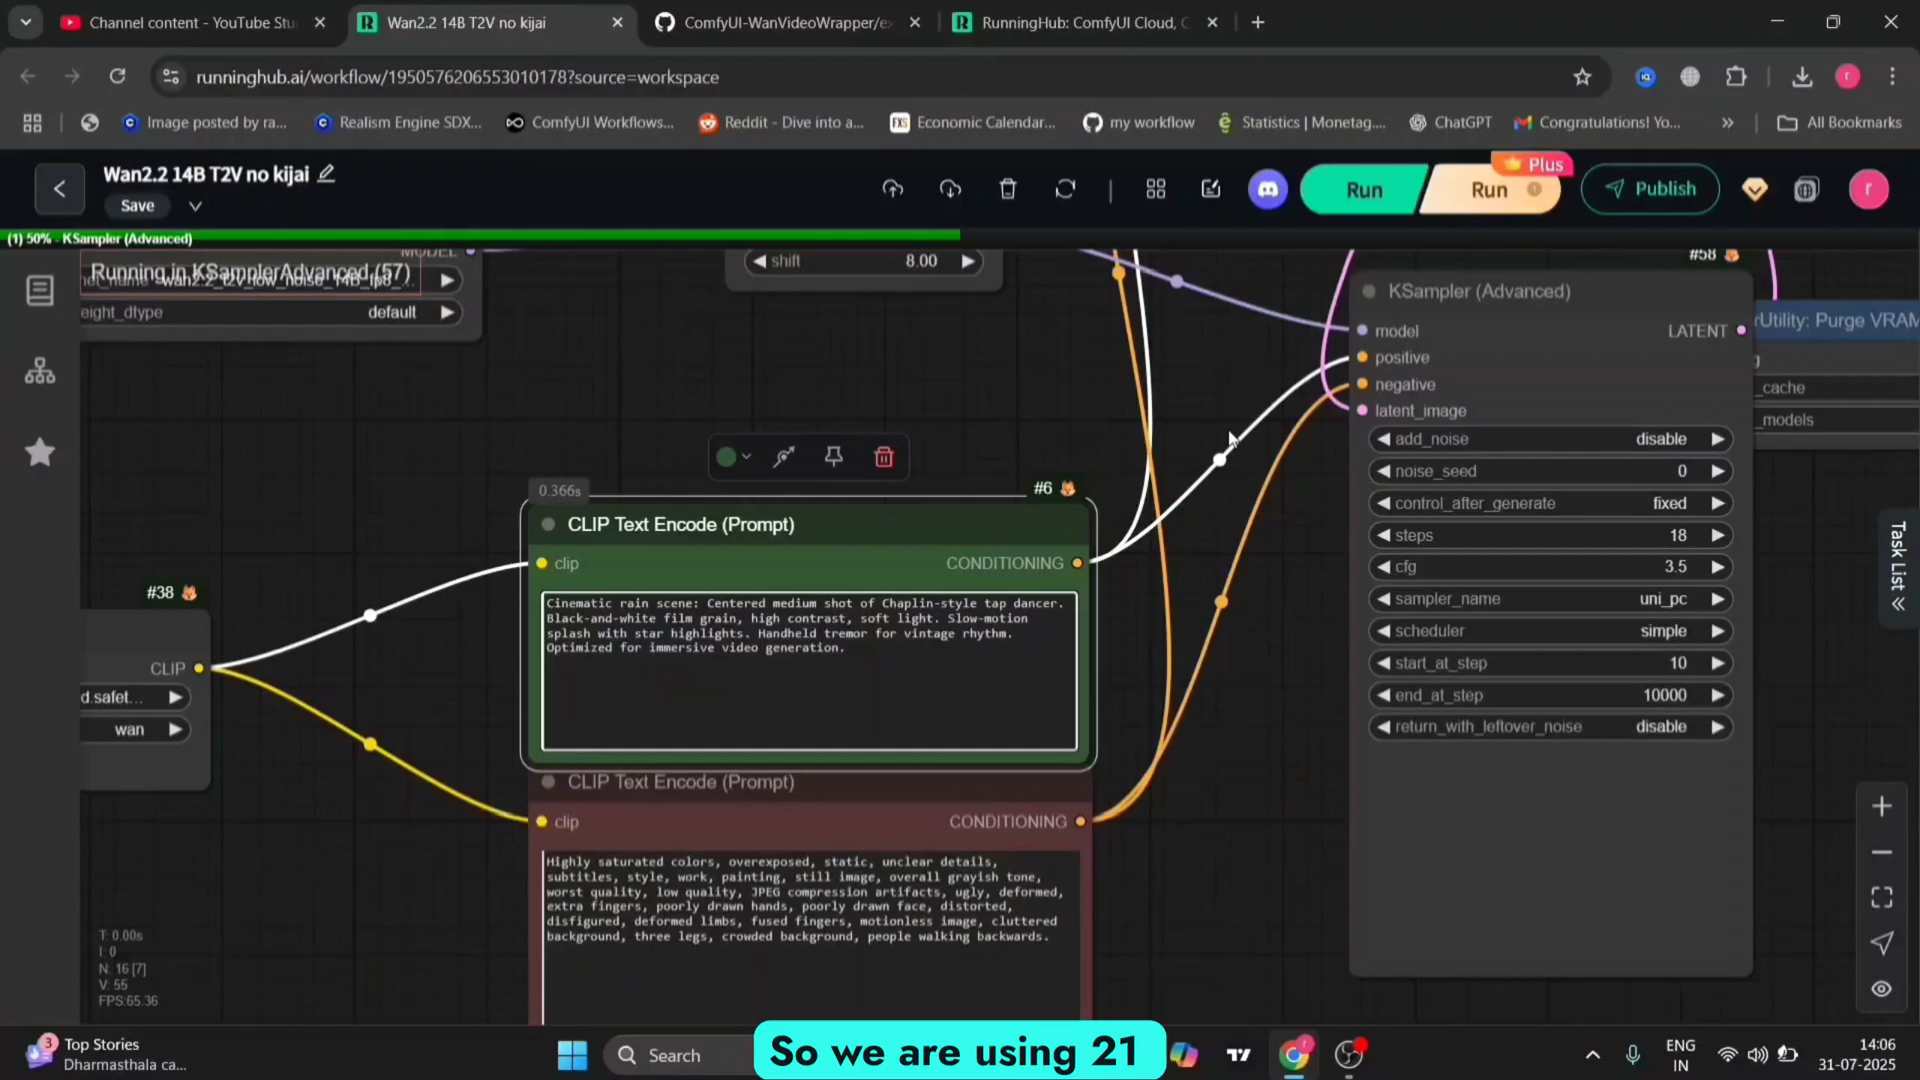 Channel content - YouTube Stu
Wan2.2 14B T2V no kijai
ComfyUI-WanVideoWrapper/e
RunningHub: ComfyUI Cloud, C
runninghub.ai/workflow/1950576206553010178?source=workspace
Image posted by ra...
Realism Engine SDX...
ComfyUI Workflows...
Reddit - Dive into a...
FXS
Economic Calendar...
my workflow
Statistics | Monetag....
ChatGPT
Congratulations! Yo...
All Bookmarks
Wan2.2 14B T2V no kijai
Save
Run
Run
Plus
Publish
r
(1) 50% - KSampler (Advanced)
MODEL
Running in KSamplerAdvanced (57)
wan2.2_t2v_low_noise_14B_fp8_...
eight_dtype
default
shift
8.00
#58
KSampler (Advanced)
model
LATENT
positive
negative
latent_image
add_noise
disable
noise_seed
0
control_after_generate
fixed
steps
18
cfg
3.5
sampler_name
uni_pc
scheduler
simple
start_at_step
10
end_at_step
10000
return_with_leftover_noise
disable
rUtility: Purge VRAM
_cache
_models
Task List
0.366s
#6
CLIP Text Encode (Prompt)
clip
CONDITIONING
Cinematic rain scene: Centered medium shot of Chaplin-style tap dancer.
Black-and-white film grain, high contrast, soft light. Slow-motion
splash with star highlights. Handheld tremor for vintage rhythm.
Optimized for immersive video generation.
#38
CLIP
d.safet...
wan
CLIP Text Encode (Prompt)
clip
CONDITIONING
Highly saturated colors, overexposed, static, unclear details,
subtitles, style, work, painting, still image, overall grayish tone,
worst quality, low quality, JPEG compression artifacts, ugly, deformed,
extra fingers, poorly drawn hands, poorly drawn face, distorted,
disfigured, deformed limbs, fused fingers, motionless image, cluttered
background, three legs, crowded background, people walking backwards.
T: 0.00s
I: 0
N: 16 [7]
V: 55
FPS:65.36
So we are using 21
3
Top Stories
Dharmasthala ca...
Search
ENG
IN
14:06
31-07-2025